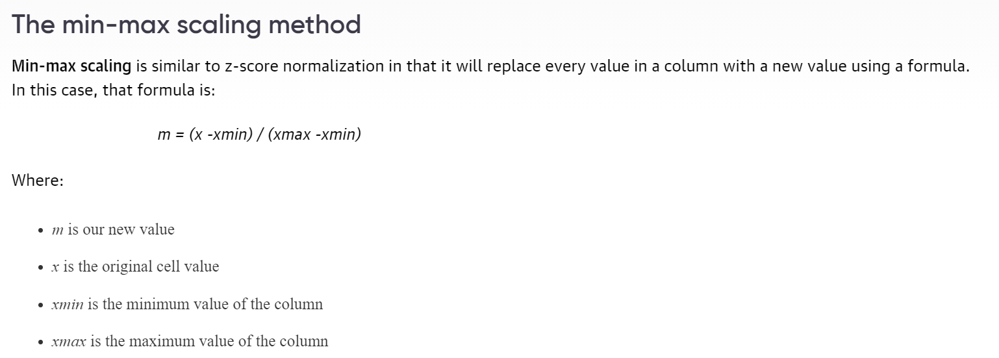 The min-max scaling method
Min-max scaling is similar to z-score normalization in that it will replace every value in a column with a new value using a formula.
In this case, that formula is:
m = (x -xmin) / (xmax -xmin)
Where:
• m is our new value
• x is the original cell value
• xmin is the minimum value of the column
• xmax is the maximum value of the column